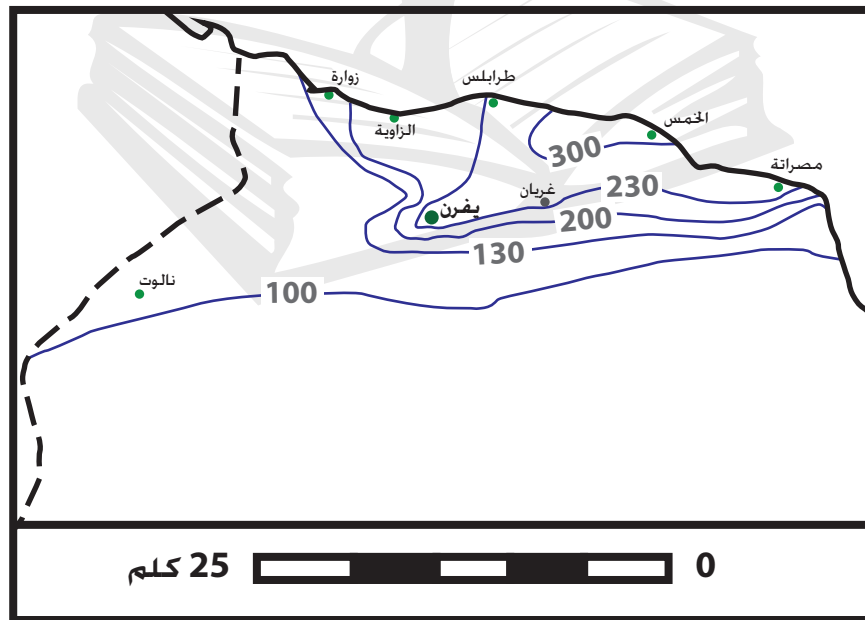 زوارة
طرابلس
الزاوية
الخمس
300
مصراتة
غريان
230
يفرن
200
130
نالوت
100
0
25 كلم